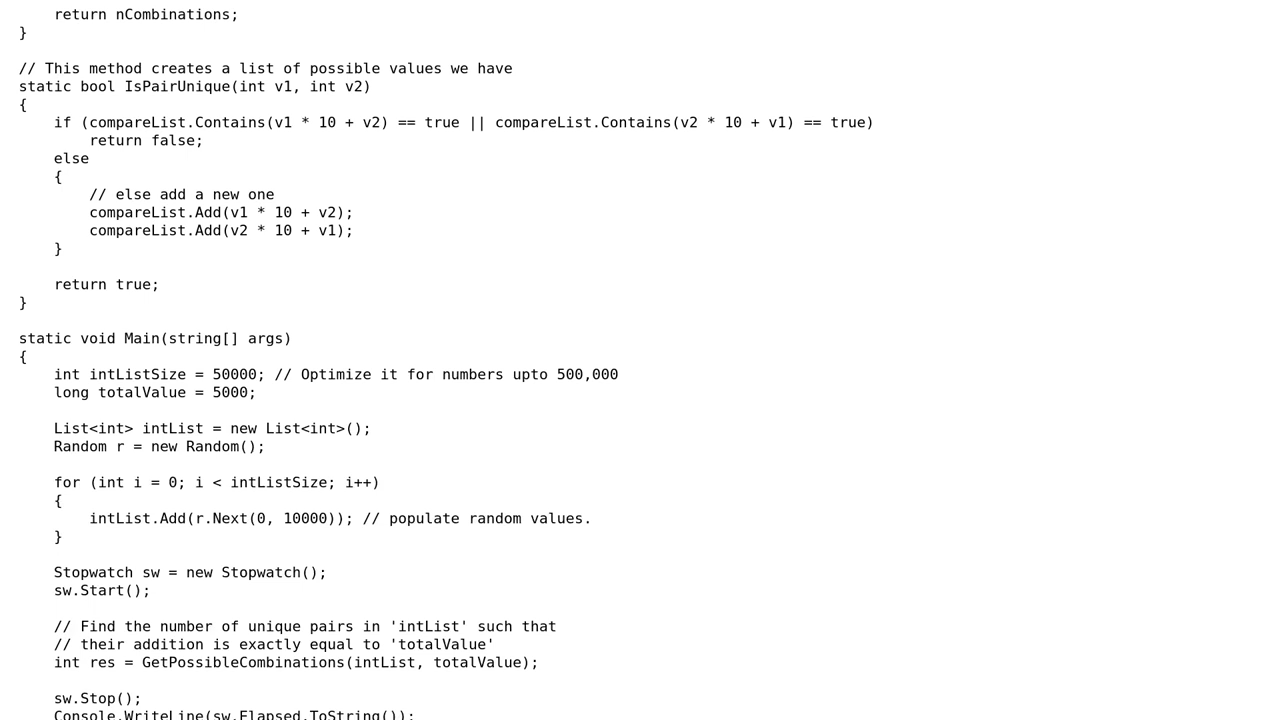 return nCombinations;
}

// This method creates a list of possible values we have
static bool IsPairUnique(int v1, int v2)
{
    if (compareList.Contains(v1 * 10 + v2) == true || compareList.Contains(v2 * 10 + v1) == true)
        return false;
    else
    {
        // else add a new one
        compareList.Add(v1 * 10 + v2);
        compareList.Add(v2 * 10 + v1);
    }

    return true;
}

static void Main(string[] args)
{
    int intListSize = 50000; // Optimize it for numbers upto 500,000
    long totalValue = 5000;

    List<int> intList = new List<int>();
    Random r = new Random();

    for (int i = 0; i < intListSize; i++)
    {
        intList.Add(r.Next(0, 10000)); // populate random values.
    }

    Stopwatch sw = new Stopwatch();
    sw.Start();

    // Find the number of unique pairs in 'intList' such that
    // their addition is exactly equal to 'totalValue'
    int res = GetPossibleCombinations(intList, totalValue);

    sw.Stop();
    Console.WriteLine(sw.Elapsed.ToString());